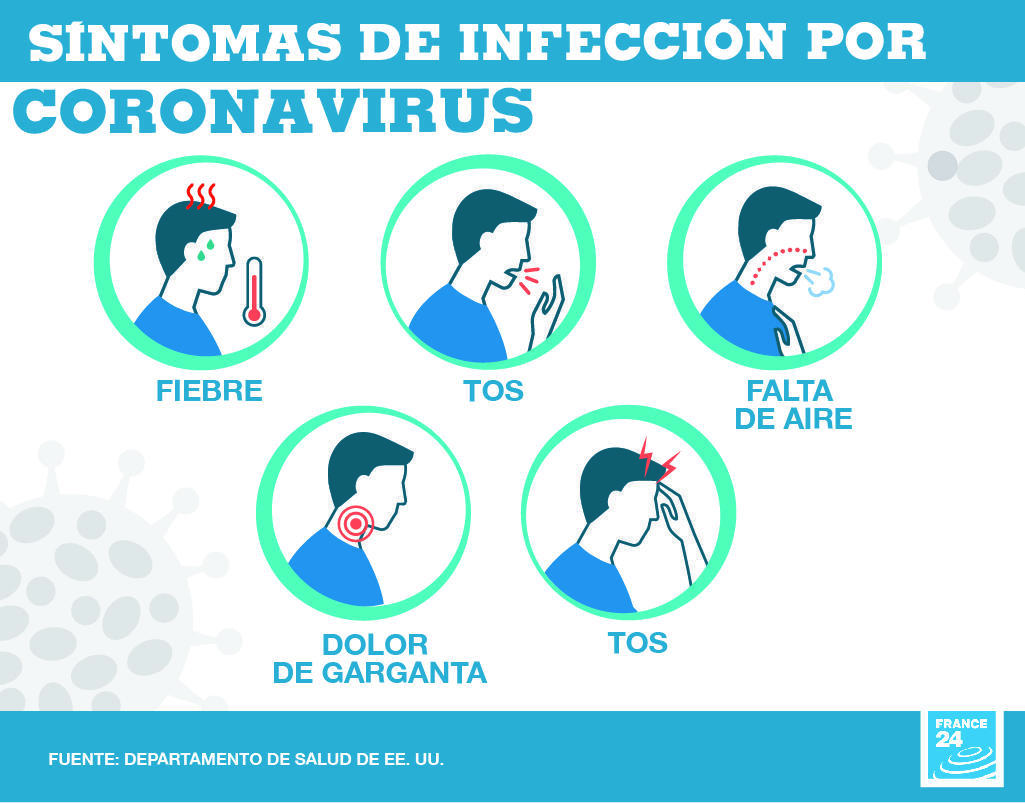 SÍNTOMAS DE INFECCIÓN POR
CORONAVIRUS
FIEBRE
TOS
FALTA
DE AIRE
DOLOR
DE GARGANTA
TOS
FUENTE: DEPARTAMENTO DE SALUD DE EE. UU.
FRANCE
24